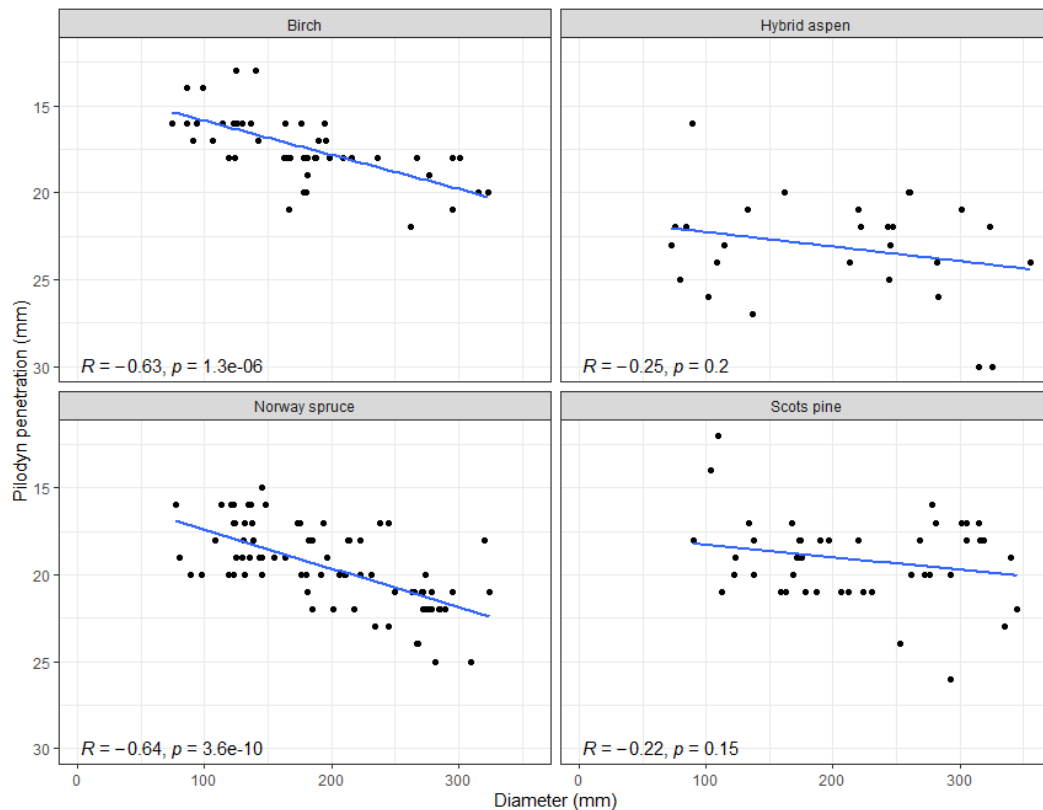 Birch
Hybrid aspen
15
20
25
30
R = −0.63, p = 1.3e-06
R = −0.25, p = 0.2
Pilodyn penetration (mm)
Norway spruce
Scots pine
15
20
25
30
R = −0.64, p = 3.6e-10
R = −0.22, p = 0.15
0 100 200 300 0 100 200 300
Diameter (mm)